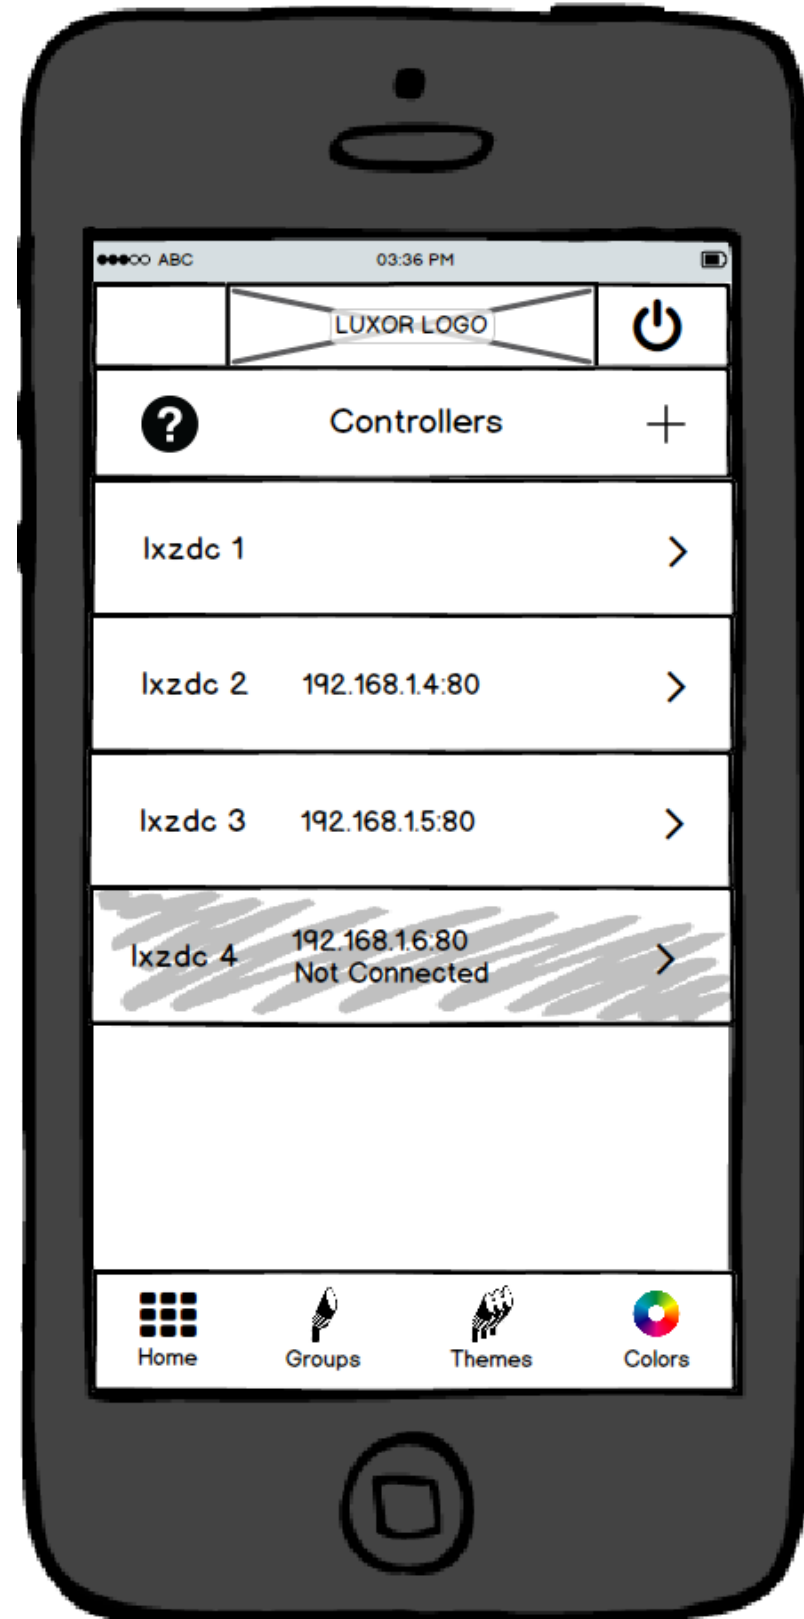 ABC 03:36 PM
LUXOR LOGO
? Controllers +
lxzdc 1
lxzdc 2 192.168.1.4:80
lxzdc 3 192.168.1.5:80
lxzdc 4 192.168.1.6:80
Not Connected
Home Groups Themes Colors